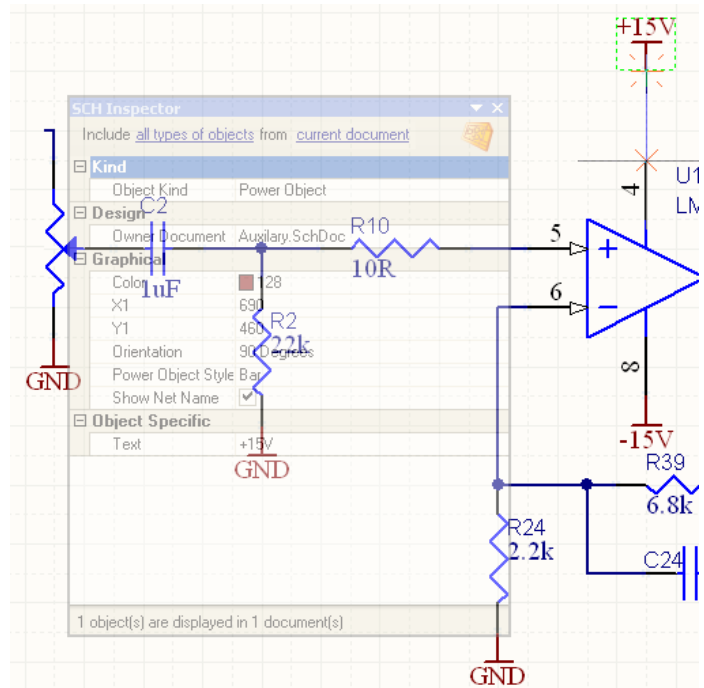 +15V
SCH Inspector
Include all types of objects from current document
Kind
Object Kind Power Object
4
U1
LM
Design
C2
Owner Document Auxilary.SchDoc
R10
5
+
Graphical
10R
Color 128
1uF
X1 690
6
−
Y1 460
R2
22k
Orientation 90 Degrees
Power Object Style Bar
8
GND
Show Net Name
Object Specific
-15V
Text +15V
GND
R39
6.8k
R24
2.2k
C24
1 object(s) are displayed in 1 document(s)
GND